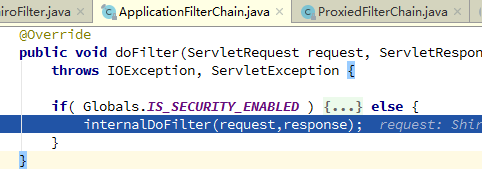 iroFilter.java ApplicationFilterChain.java ProxiedFilterChain.java
@Override
public void doFilter(ServletRequest request, ServletRespon
throws IOException, ServletException {
if( Globals.IS_SECURITY_ENABLED ) {...} else {
internalDoFilter(request,response); request: Shir
}
}